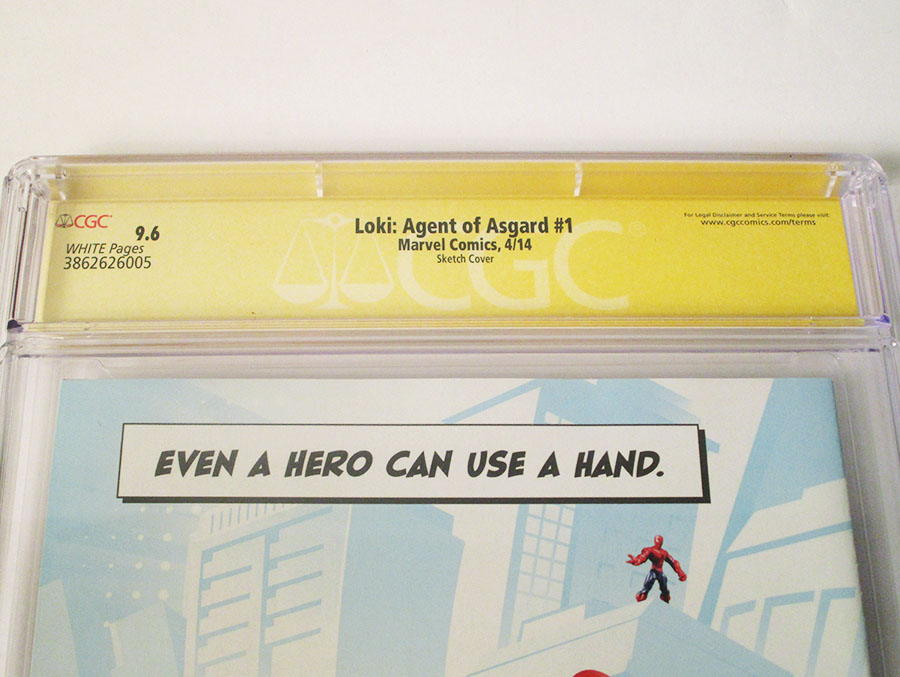 CGC
9.6
WHITE Pages
3862626005
Loki: Agent of Asgard #1
Marvel Comics, 4/14
Sketch Cover
CGC
For Legal Disclaimer and Service Terms please visit:
www.cgccomics.com/terms
EVEN A HERO CAN USE A HAND.